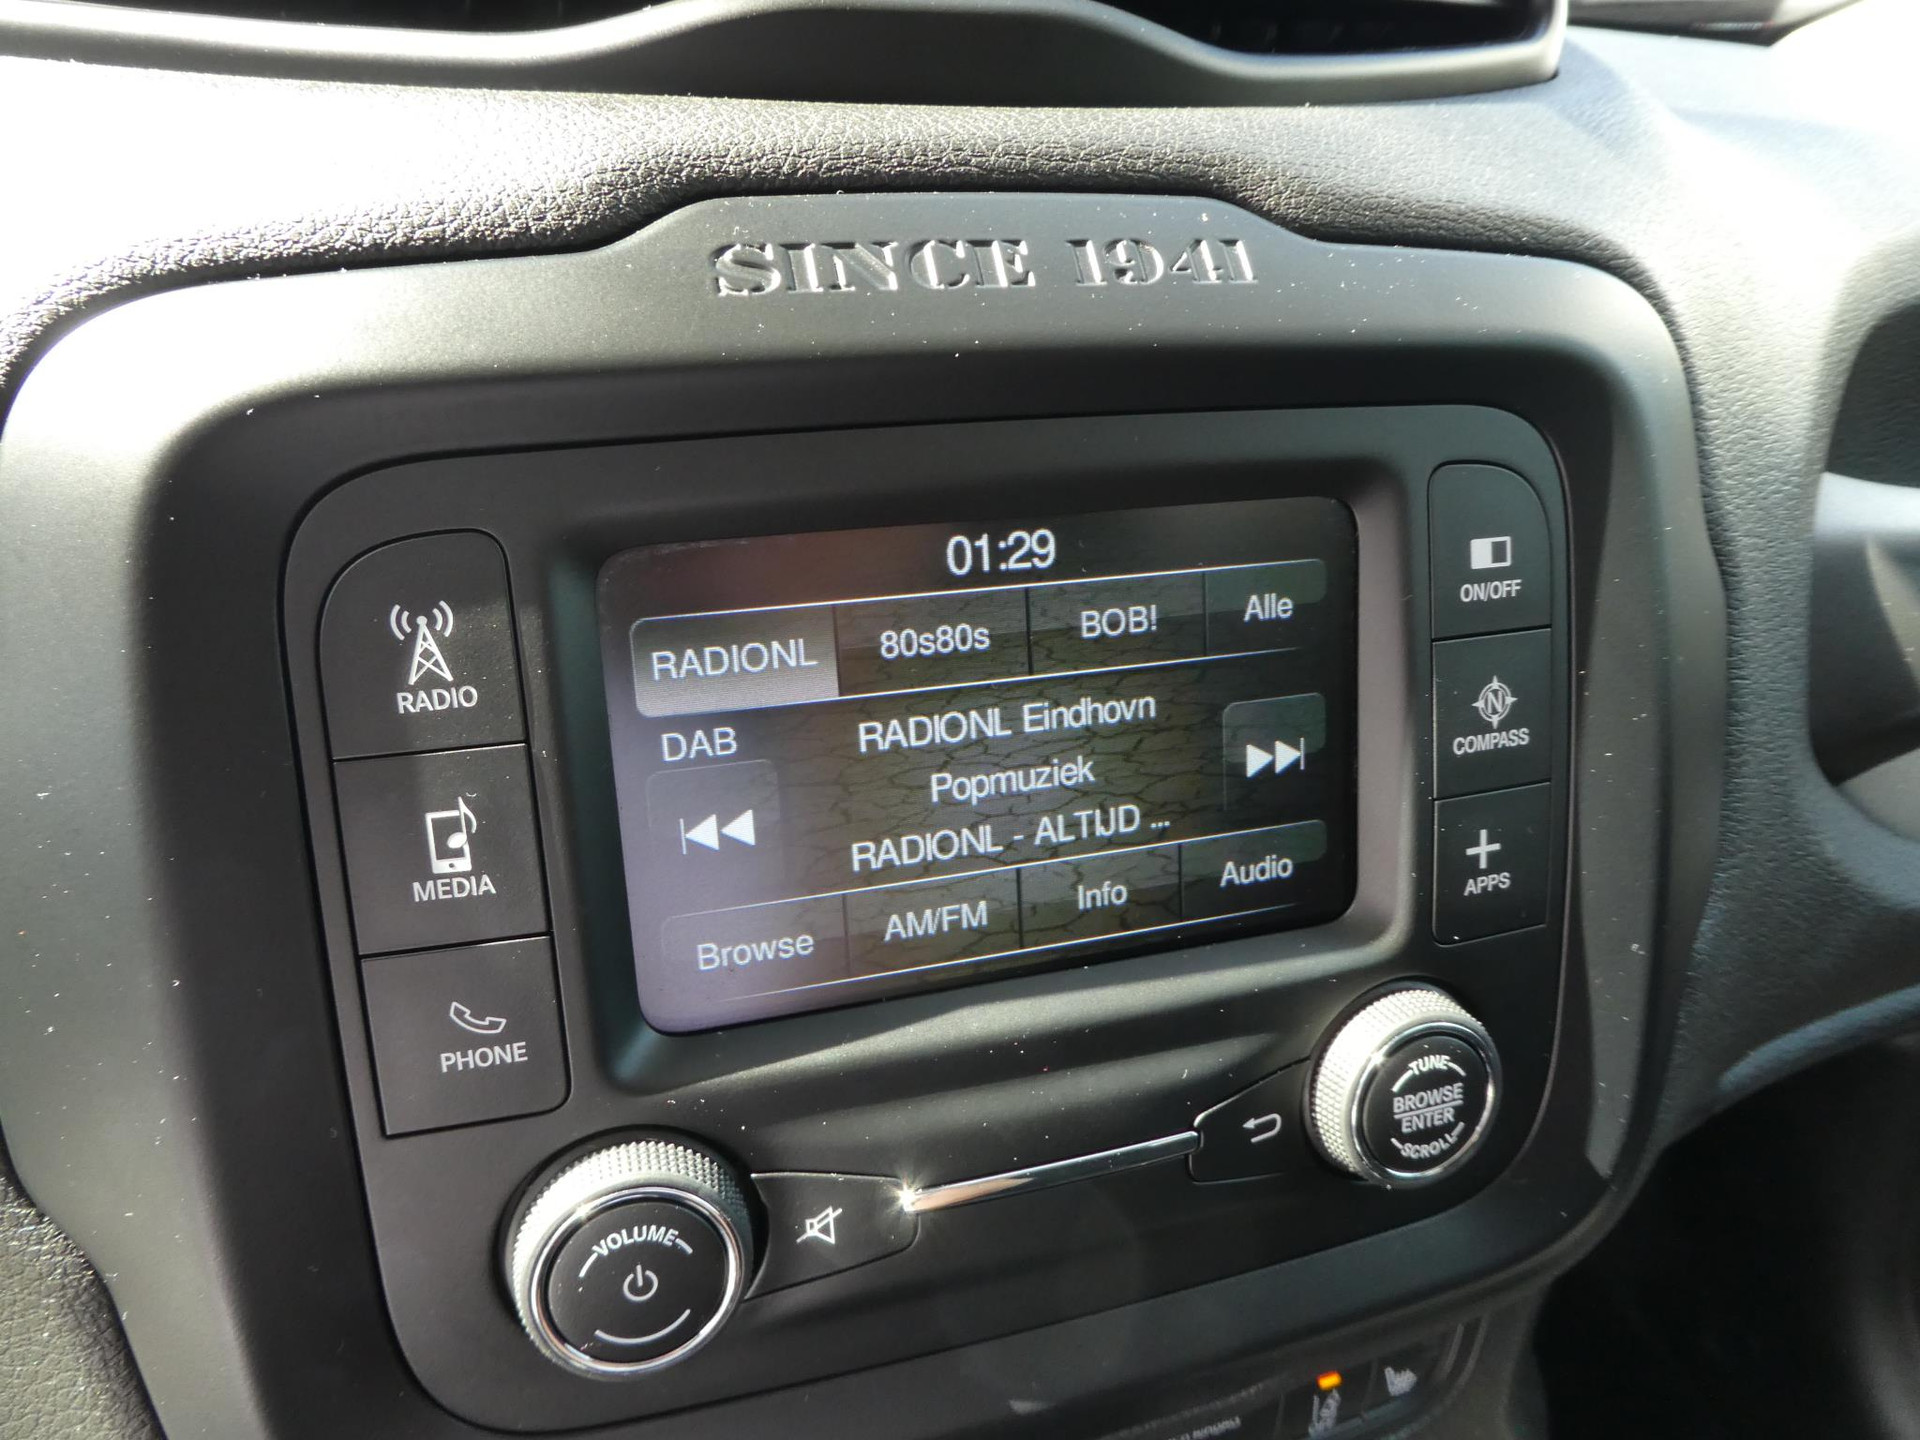 SINCE 1941
01:29
RADIONL 80s80s BOB! Alle
DAB
RADIONL Eindhovn
Popmuziek
RADIONL - ALTIJD ...
Browse AM/FM Info Audio
RADIO
MEDIA
PHONE
ON/OFF
N
COMPASS
APPS
VOLUME
TUNE
BROWSE
ENTER
SCROLL